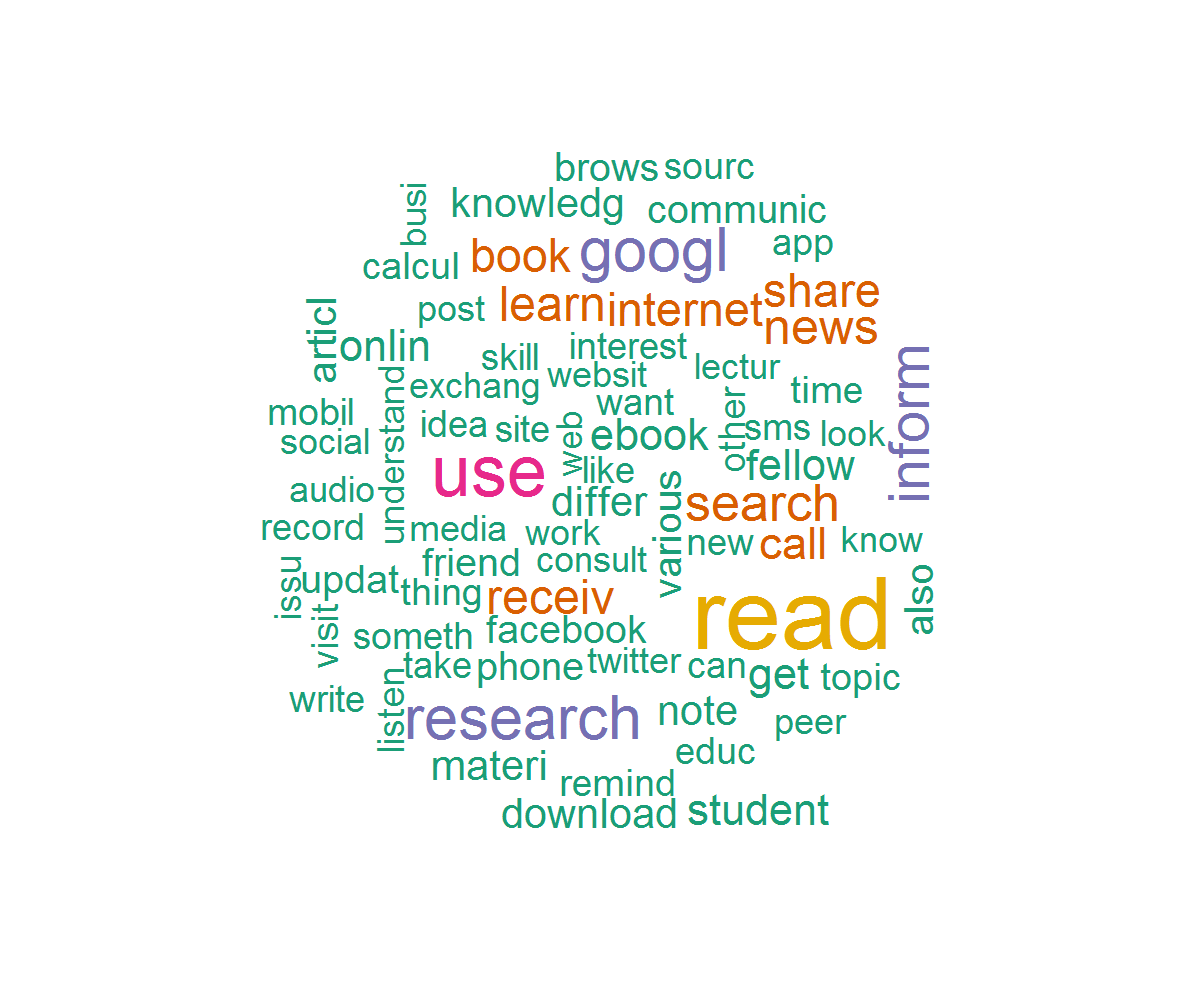 brows sourc
busi knowledg communic
calcul book googl app
articl post learn internet share
onlin skill interest news
exchang websit lectur inform
mobil understand want other time
social idea site web ebook sms look
use like fellow
audio differ various search
record media work new call know
issu updat friend consult
thing receiv read also
visit someth facebook
take phone twitter can get topic
write listen research note peer
materi educ
remind
download student